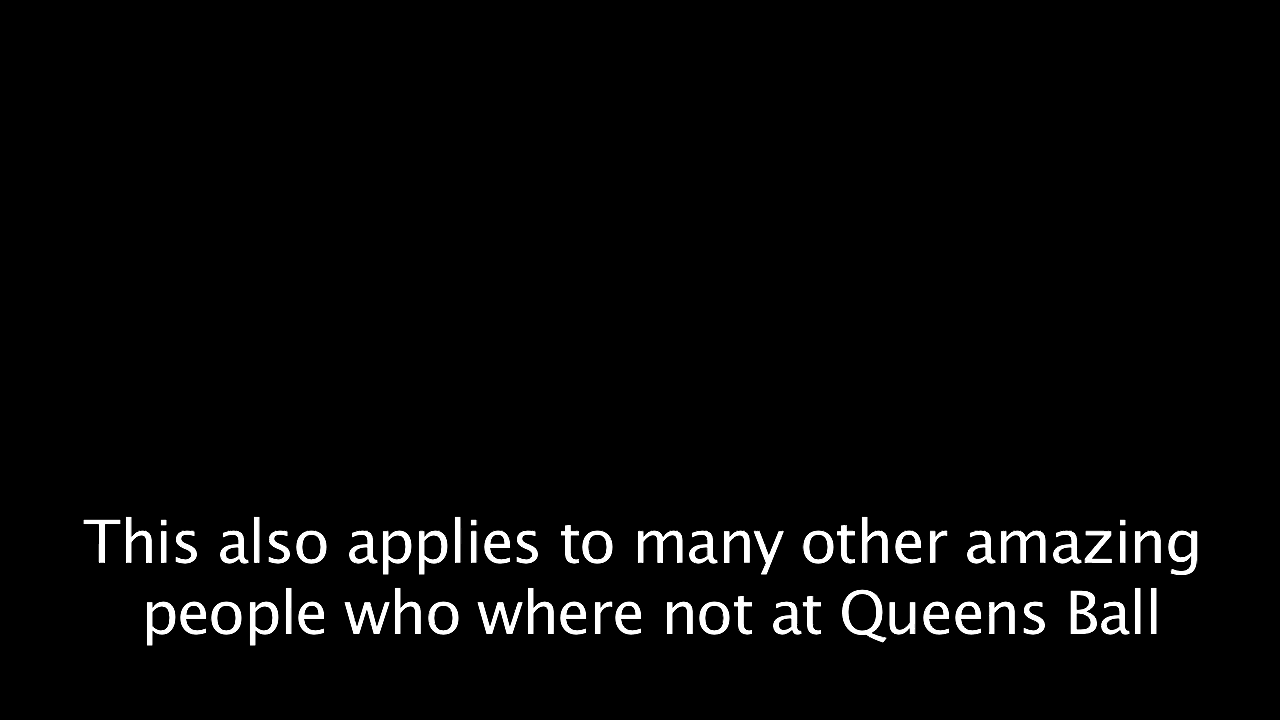 This also applies to many other amazing
people who where not at Queens Ball